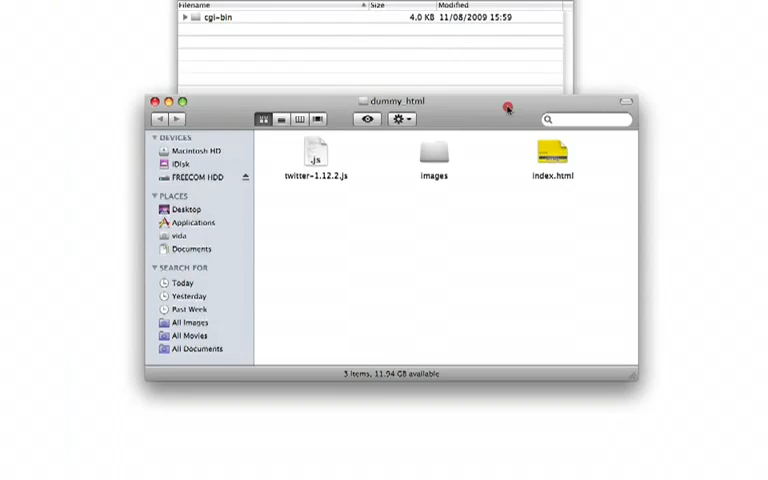 Filename Size Modified
cgi-bin 4.0 KB 11/08/2009 15:59
dummy_html
DEVICES
Macintosh HD
iDisk
FREECOM HDD
PLACES
Desktop
Applications
vida
Documents
SEARCH FOR
Today
Yesterday
Past Week
All Images
All Movies
All Documents
.js
twitter-1.12.2.js images index.html
3 items, 11.94 GB available